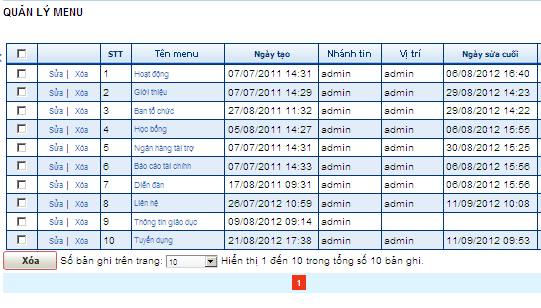 QUẢN LÝ MENU
STT Tên menu Ngày tạo Nhánh tin Vị trí Ngày sửa cuối
Sửa | Xóa 1 Hoạt động 07/07/2011 14:31 admin admin 06/08/2012 16:40
Sửa | Xóa 2 Giới thiệu 07/07/2011 14:29 admin admin 29/08/2012 14:23
Sửa | Xóa 3 Ban tổ chức 27/08/2011 11:32 admin admin 29/08/2012 14:22
Sửa | Xóa 4 Học bổng 05/08/2011 14:27 admin admin 06/08/2012 15:55
Sửa | Xóa 5 Ngân hàng tài trợ 07/07/2011 14:31 admin admin 30/08/2012 15:25
Sửa | Xóa 6 Báo cáo tài chính 07/07/2011 14:33 admin admin 06/08/2012 15:56
Sửa | Xóa 7 Diễn đàn 17/08/2011 09:31 admin admin 06/08/2012 15:56
Sửa | Xóa 8 Liên hệ 26/07/2012 10:59 admin admin 11/09/2012 10:08
Sửa | Xóa 9 Thông tin giáo dục 09/08/2012 09:14 admin
Sửa | Xóa 10 Tuyển dụng 21/08/2012 17:38 admin admin 11/09/2012 09:53
Xóa Số bản ghi trên trang: 10 Hiển thị 1 đến 10 trong tổng số 10 bản ghi.
1